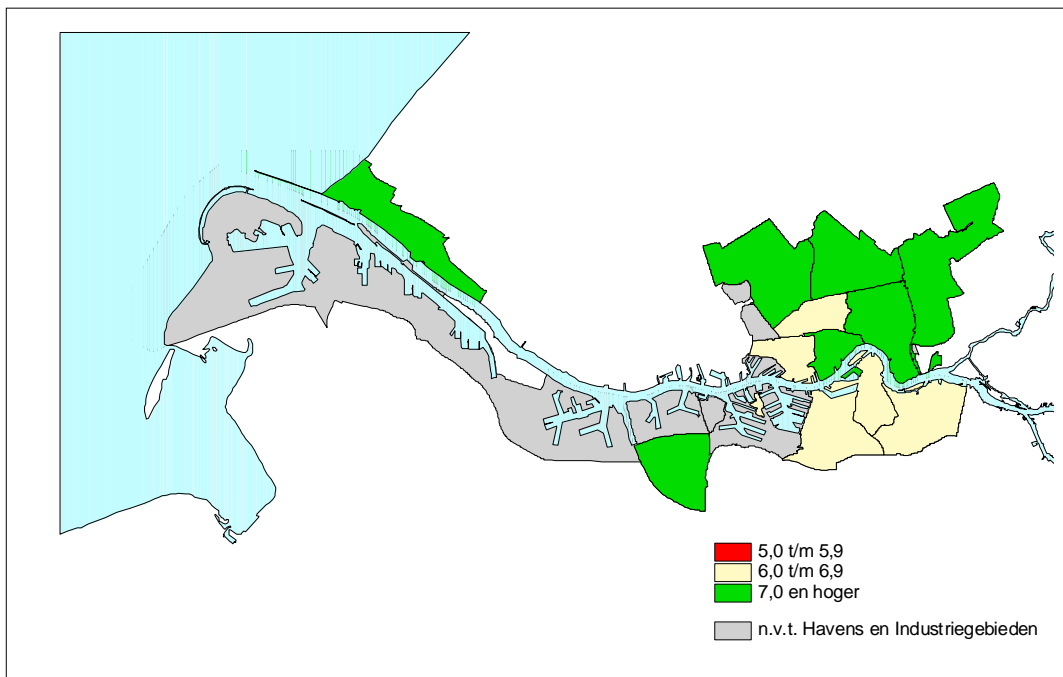 5,0 t/m 5,9
6,0 t/m 6,9
7,0 en hoger
n.v.t. Havens en Industriegebieden